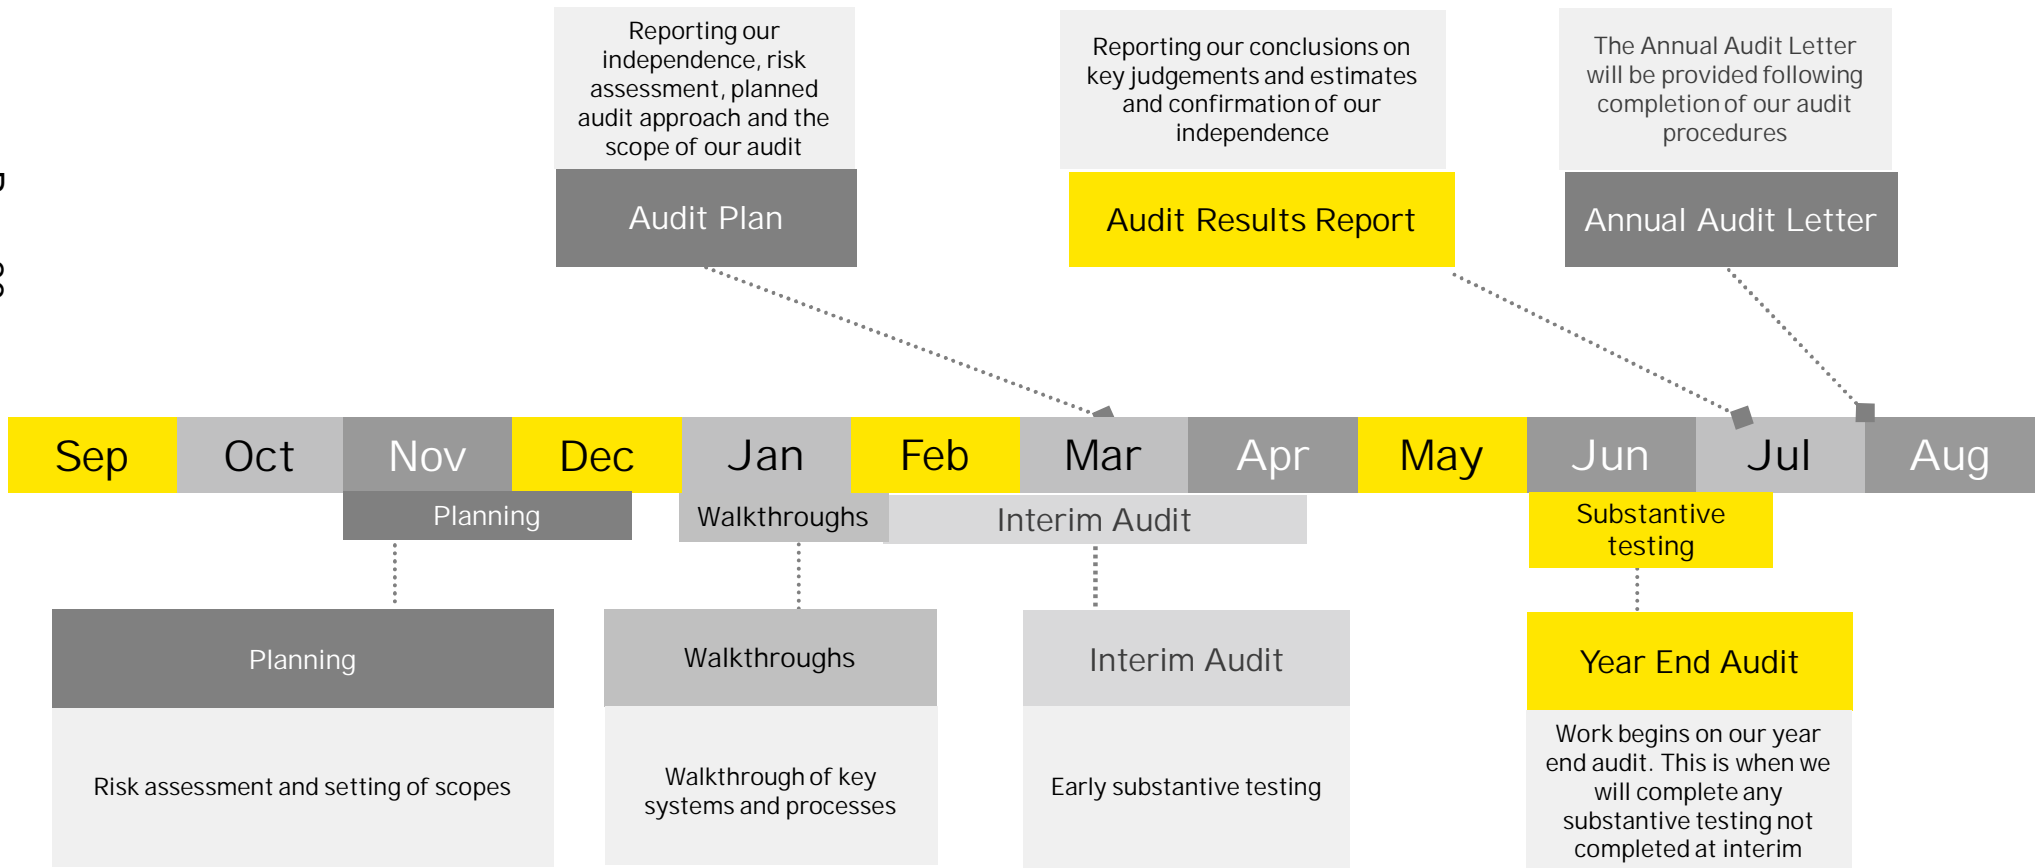 Reporting our
independence, risk
assessment, planned
audit approach and the
scope of our audit
Audit Plan
Reporting our conclusions on
key judgements and estimates
and confirmation of our
independence
Audit Results Report
The Annual Audit Letter
will be provided following
completion of our audit
procedures
Annual Audit Letter
Sep Oct Nov Dec Jan Feb Mar Apr May Jun Jul Aug
Planning
Walkthroughs
Interim Audit
Substantive
testing
Planning
Risk assessment and setting of scopes
Walkthroughs
Walkthrough of key
systems and processes
Interim Audit
Early substantive testing
Year End Audit
Work begins on our year
end audit. This is when we
will complete any
substantive testing not
completed at interim